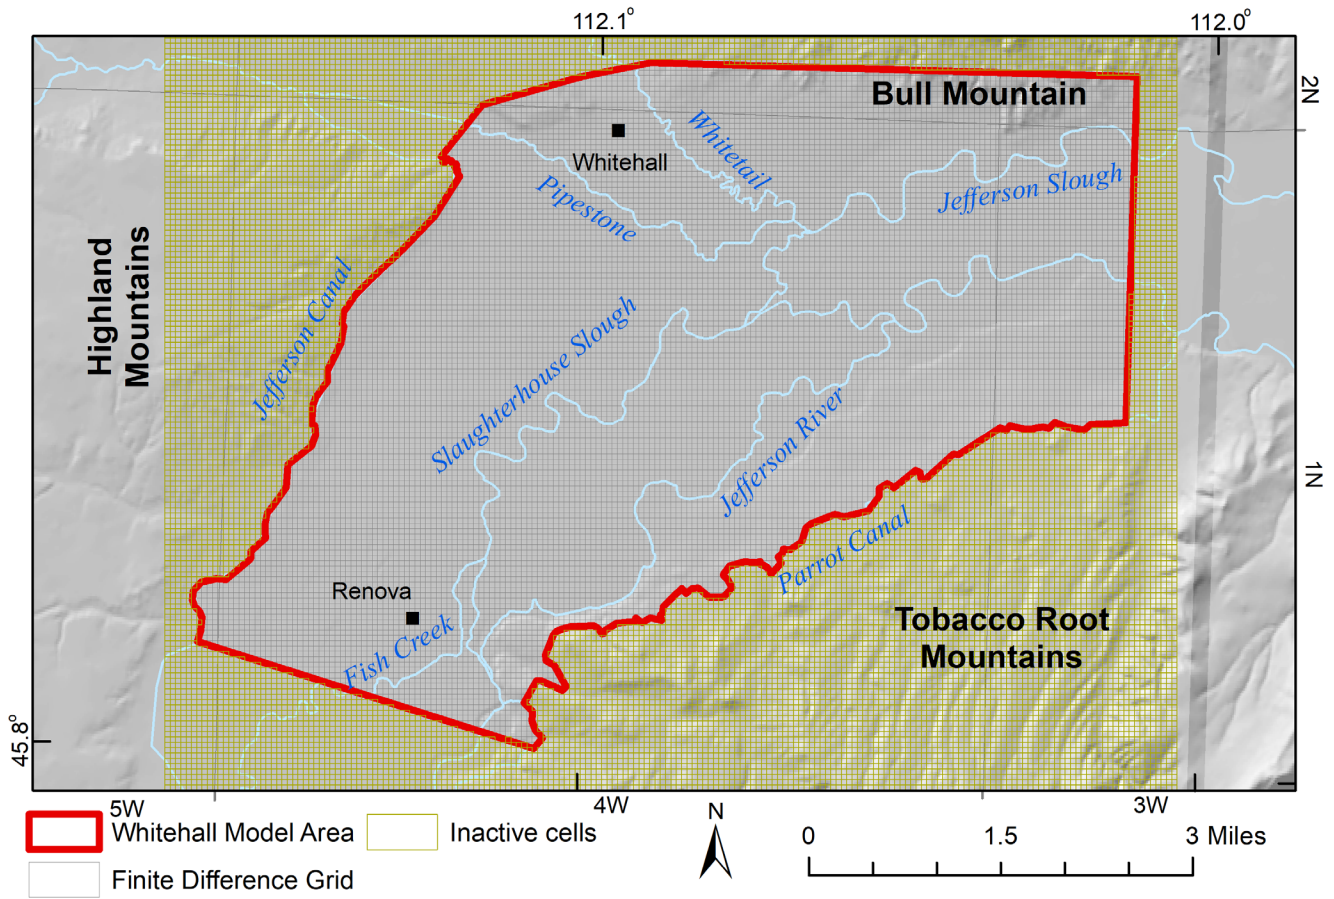 112.1°
112.0°
2N
Bull Mountain
Whitehall
Whitetail
Pipestone
Jefferson Slough
Highland
Mountains
Jefferson Canal
Slaughterhouse Slough
Jefferson River
1N
Parrot Canal
Renova
Fish Creek
Tobacco Root
Mountains
45.8°
5W
4W
3W
Whitehall Model Area
Inactive cells
Finite Difference Grid
N
0
1.5
3 Miles